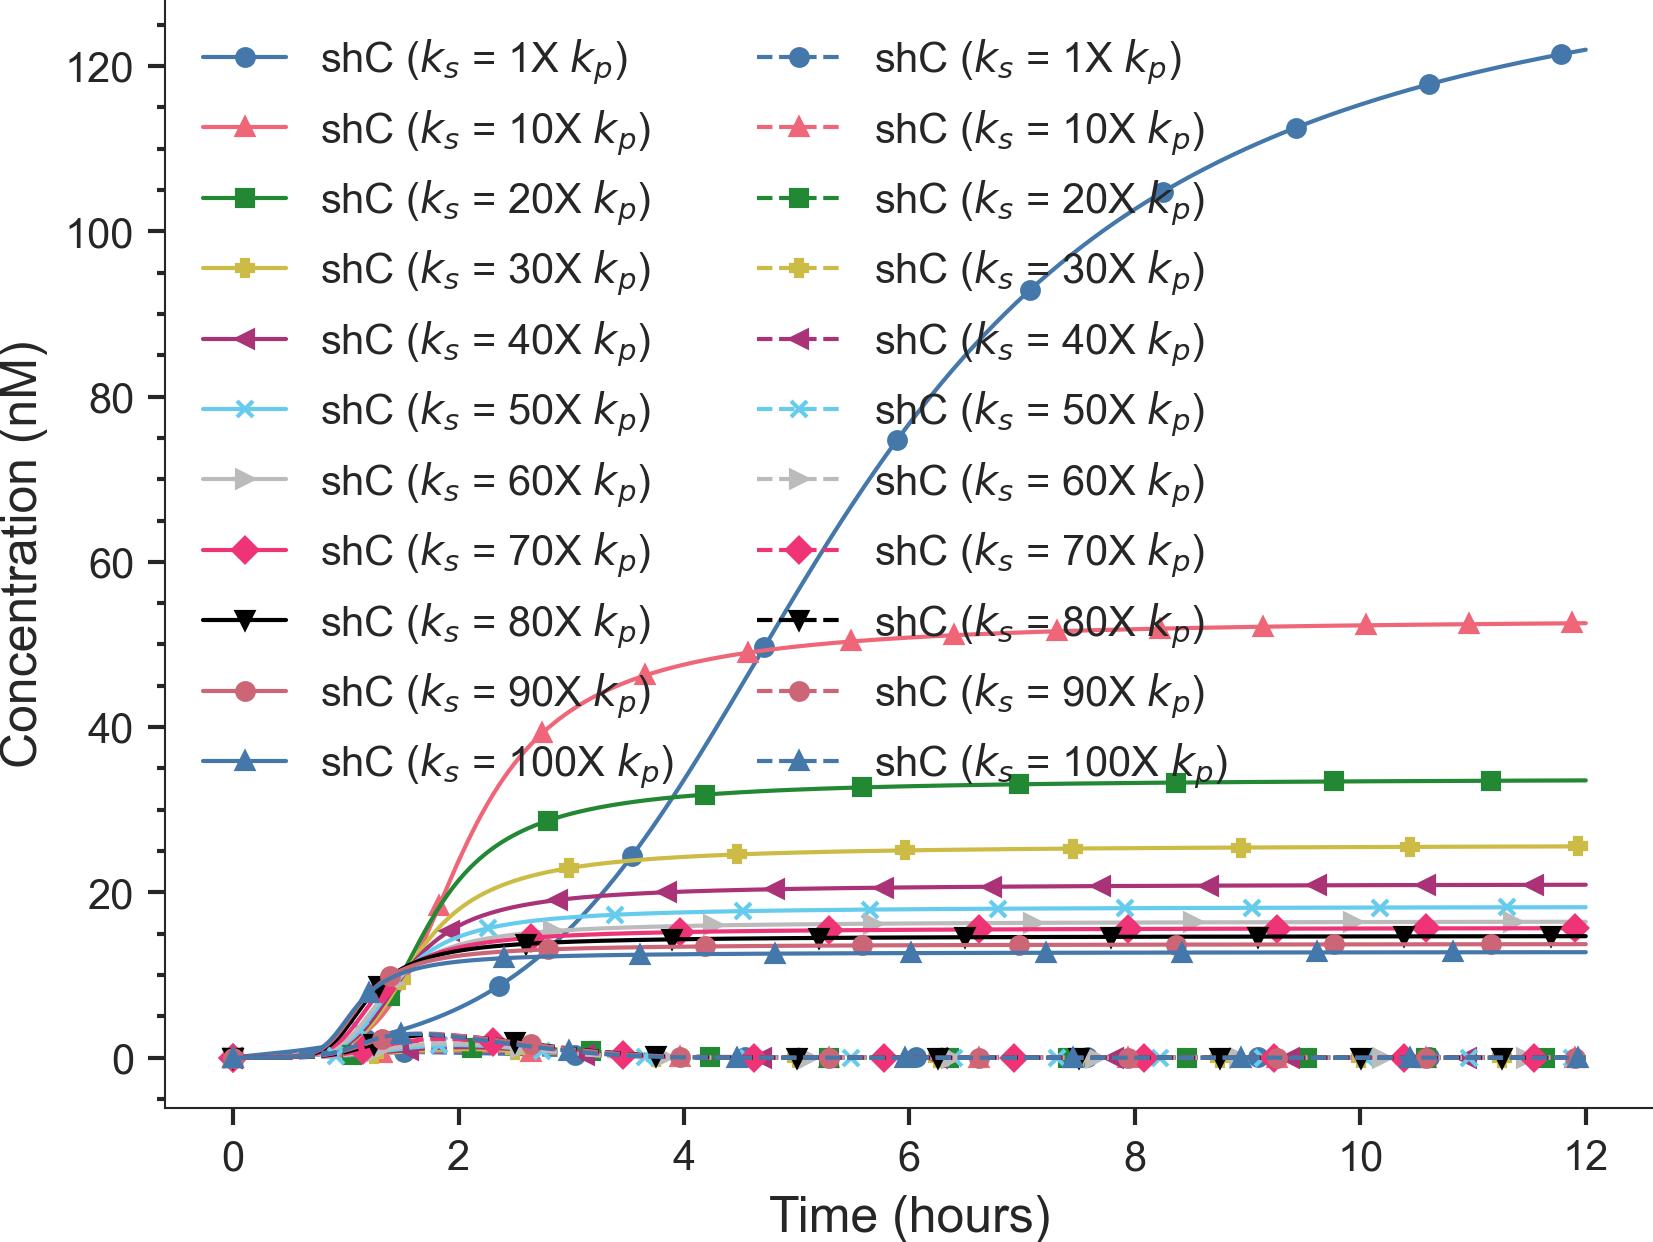 120
100
80
60
40
20
0
Concentration (nM)
shC (kₛ = 1X kₚ)
shC (kₛ = 10X kₚ)
shC (kₛ = 20X kₚ)
shC (kₛ = 30X kₚ)
shC (kₛ = 40X kₚ)
shC (kₛ = 50X kₚ)
shC (kₛ = 60X kₚ)
shC (kₛ = 70X kₚ)
shC (kₛ = 80X kₚ)
shC (kₛ = 90X kₚ)
shC (kₛ = 100X kₚ)
shC (kₛ = 1X kₚ)
shC (kₛ = 10X kₚ)
shC (kₛ = 20X kₚ)
shC (kₛ = 30X kₚ)
shC (kₛ = 40X kₚ)
shC (kₛ = 50X kₚ)
shC (kₛ = 60X kₚ)
shC (kₛ = 70X kₚ)
shC (kₛ = 80X kₚ)
shC (kₛ = 90X kₚ)
shC (kₛ = 100X kₚ)
0 2 4 6 8 10 12
Time (hours)